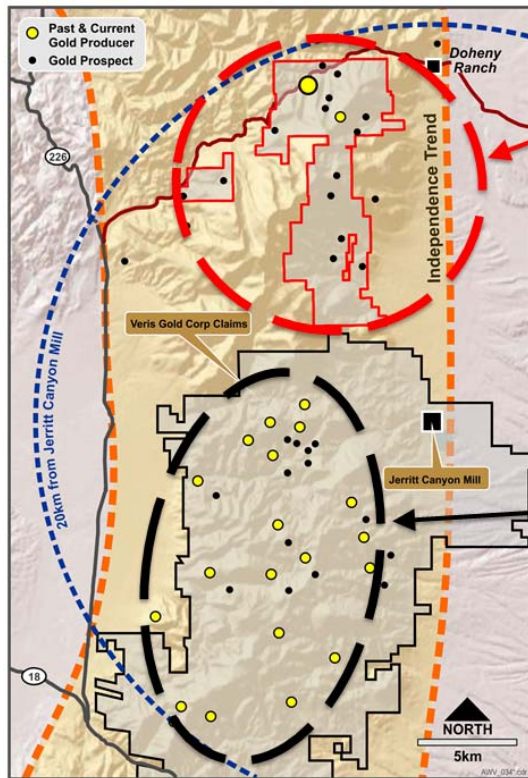 Past & Current
Gold Producer
Gold Prospect
Doheny
Ranch
226
Independence Trend
Veris Gold Corp Claims
20km from Jerritt Canyon Mill
Jerritt Canyon Mill
18
NORTH
5km